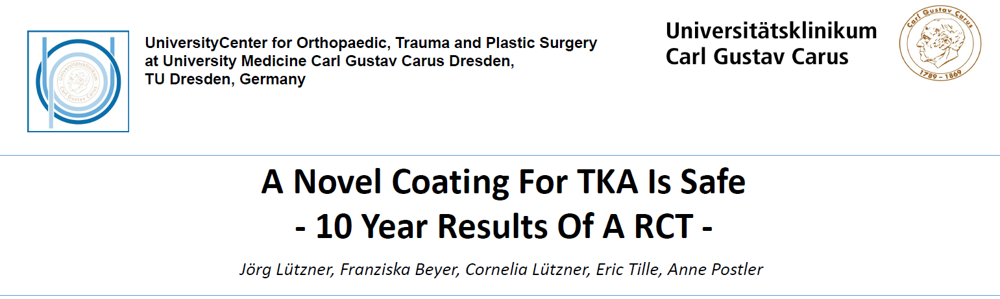 UniversityCenter for Orthopaedic, Trauma and Plastic Surgery
at University Medicine Carl Gustav Carus Dresden,
TU Dresden, Germany
Universitätsklinikum
Carl Gustav Carus
Universitätsklinikum
Carl Gustav Carus
Carl Gustav Carus
1789 – 1869
A Novel Coating For TKA Is Safe
- 10 Year Results Of A RCT -
Jörg Lützner, Franziska Beyer, Cornelia Lützner, Eric Tille, Anne Postler